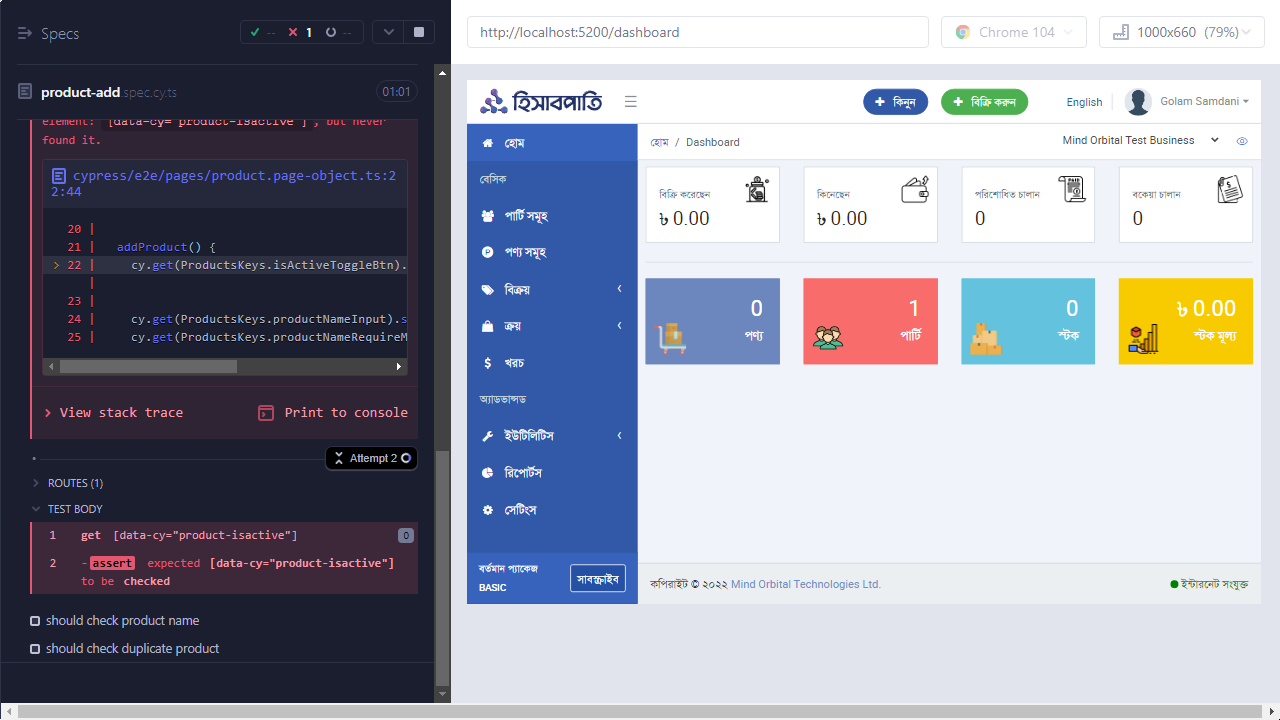 Specs
-- 1 --
product-add spec.cy.ts 01:01
element: [data-cy="product-isactive"], but never
found it.
cypress/e2e/pages/product.page-object.ts:2
2:44
20 |
21 | addProduct() {
> 22 | cy.get(ProductsKeys.isActiveToggleBtn).
|
23 |
24 | cy.get(ProductsKeys.productNameInput).s
25 | cy.get(ProductsKeys.productNameRequireM
View stack trace
Print to console
Attempt 2
ROUTES (1)
TEST BODY
1 get [data-cy="product-isactive"] 0
2 -assert expected [data-cy="product-isactive"]
to be checked
should check product name
should check duplicate product
http://localhost:5200/dashboard
Chrome 104
1000x660 (79%)
হিসাবপাতি
কিনুন
বিক্রি করুন
English
Golam Samdani
হোম
বেসিক
পার্টি সমূহ
পণ্য সমূহ
বিক্রয়
ক্রয়
খরচ
অ্যাডভান্সড
ইউটিলিটিস
রিপোর্টস
সেটিংস
বর্তমান প্যাকেজ
BASIC
সাবস্ক্রাইব
হোম / Dashboard
Mind Orbital Test Business
বিক্রি করেছেন
৳ 0.00
কিনেছেন
৳ 0.00
পরিশোধিত চালান
0
বকেয়া চালান
0
0
পণ্য
1
পার্টি
0
স্টক
৳ 0.00
স্টক মূল্য
কপিরাইট © ২০২২ Mind Orbital Technologies Ltd.
ইন্টারনেট সংযুক্ত